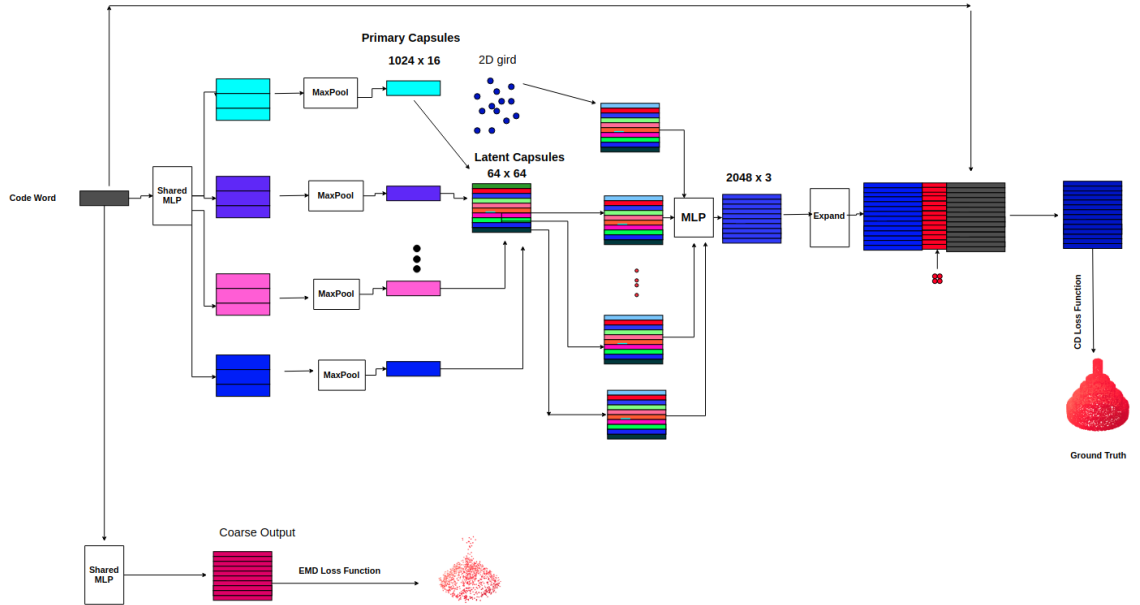 Primary Capsules
1024 x 16
2D gird
MaxPool
Latent Capsules
64 x 64
Code Word
Shared
MLP
MaxPool
2048 x 3
MLP
Expand
MaxPool
MaxPool
CD Loss Function
Ground Truth
Coarse Output
Shared
MLP
EMD Loss Function